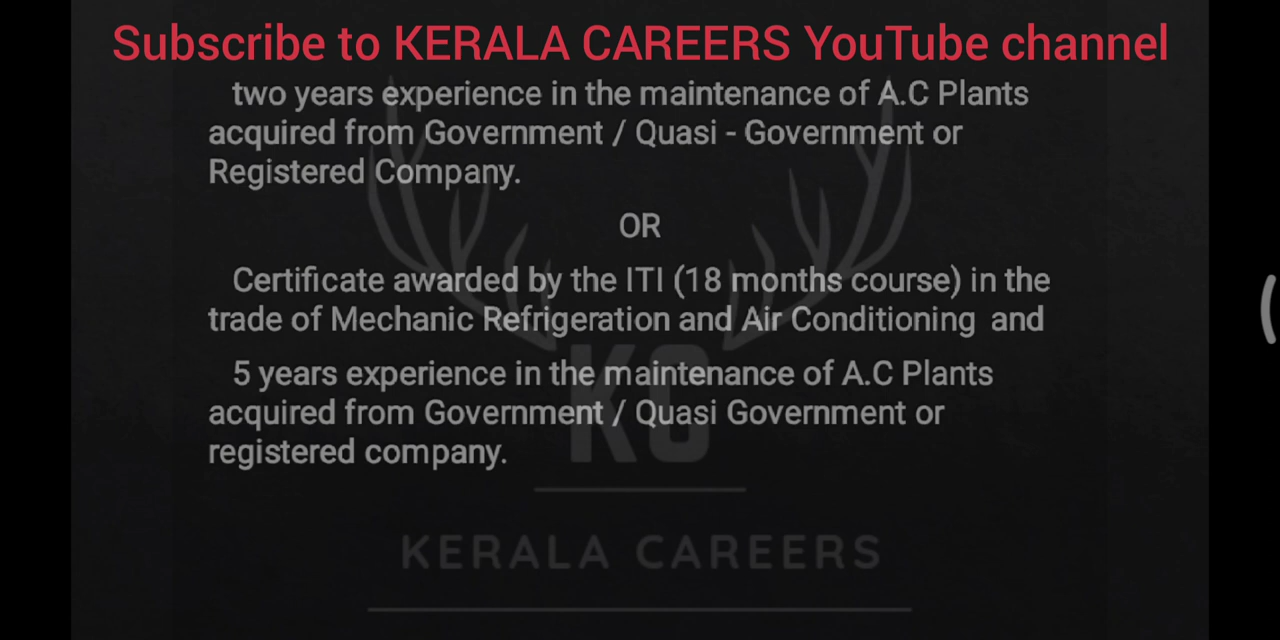 Subscribe to KERALA CAREERS YouTube channel
two years experience in the maintenance of A.C Plants
acquired from Government / Quasi - Government or
Registered Company.
OR
Certificate awarded by the ITI (18 months course) in the
trade of Mechanic Refrigeration and Air Conditioning and
5 years experience in the maintenance of A.C Plants
acquired from Government / Quasi Government or
registered company.
KC
KERALA CAREERS